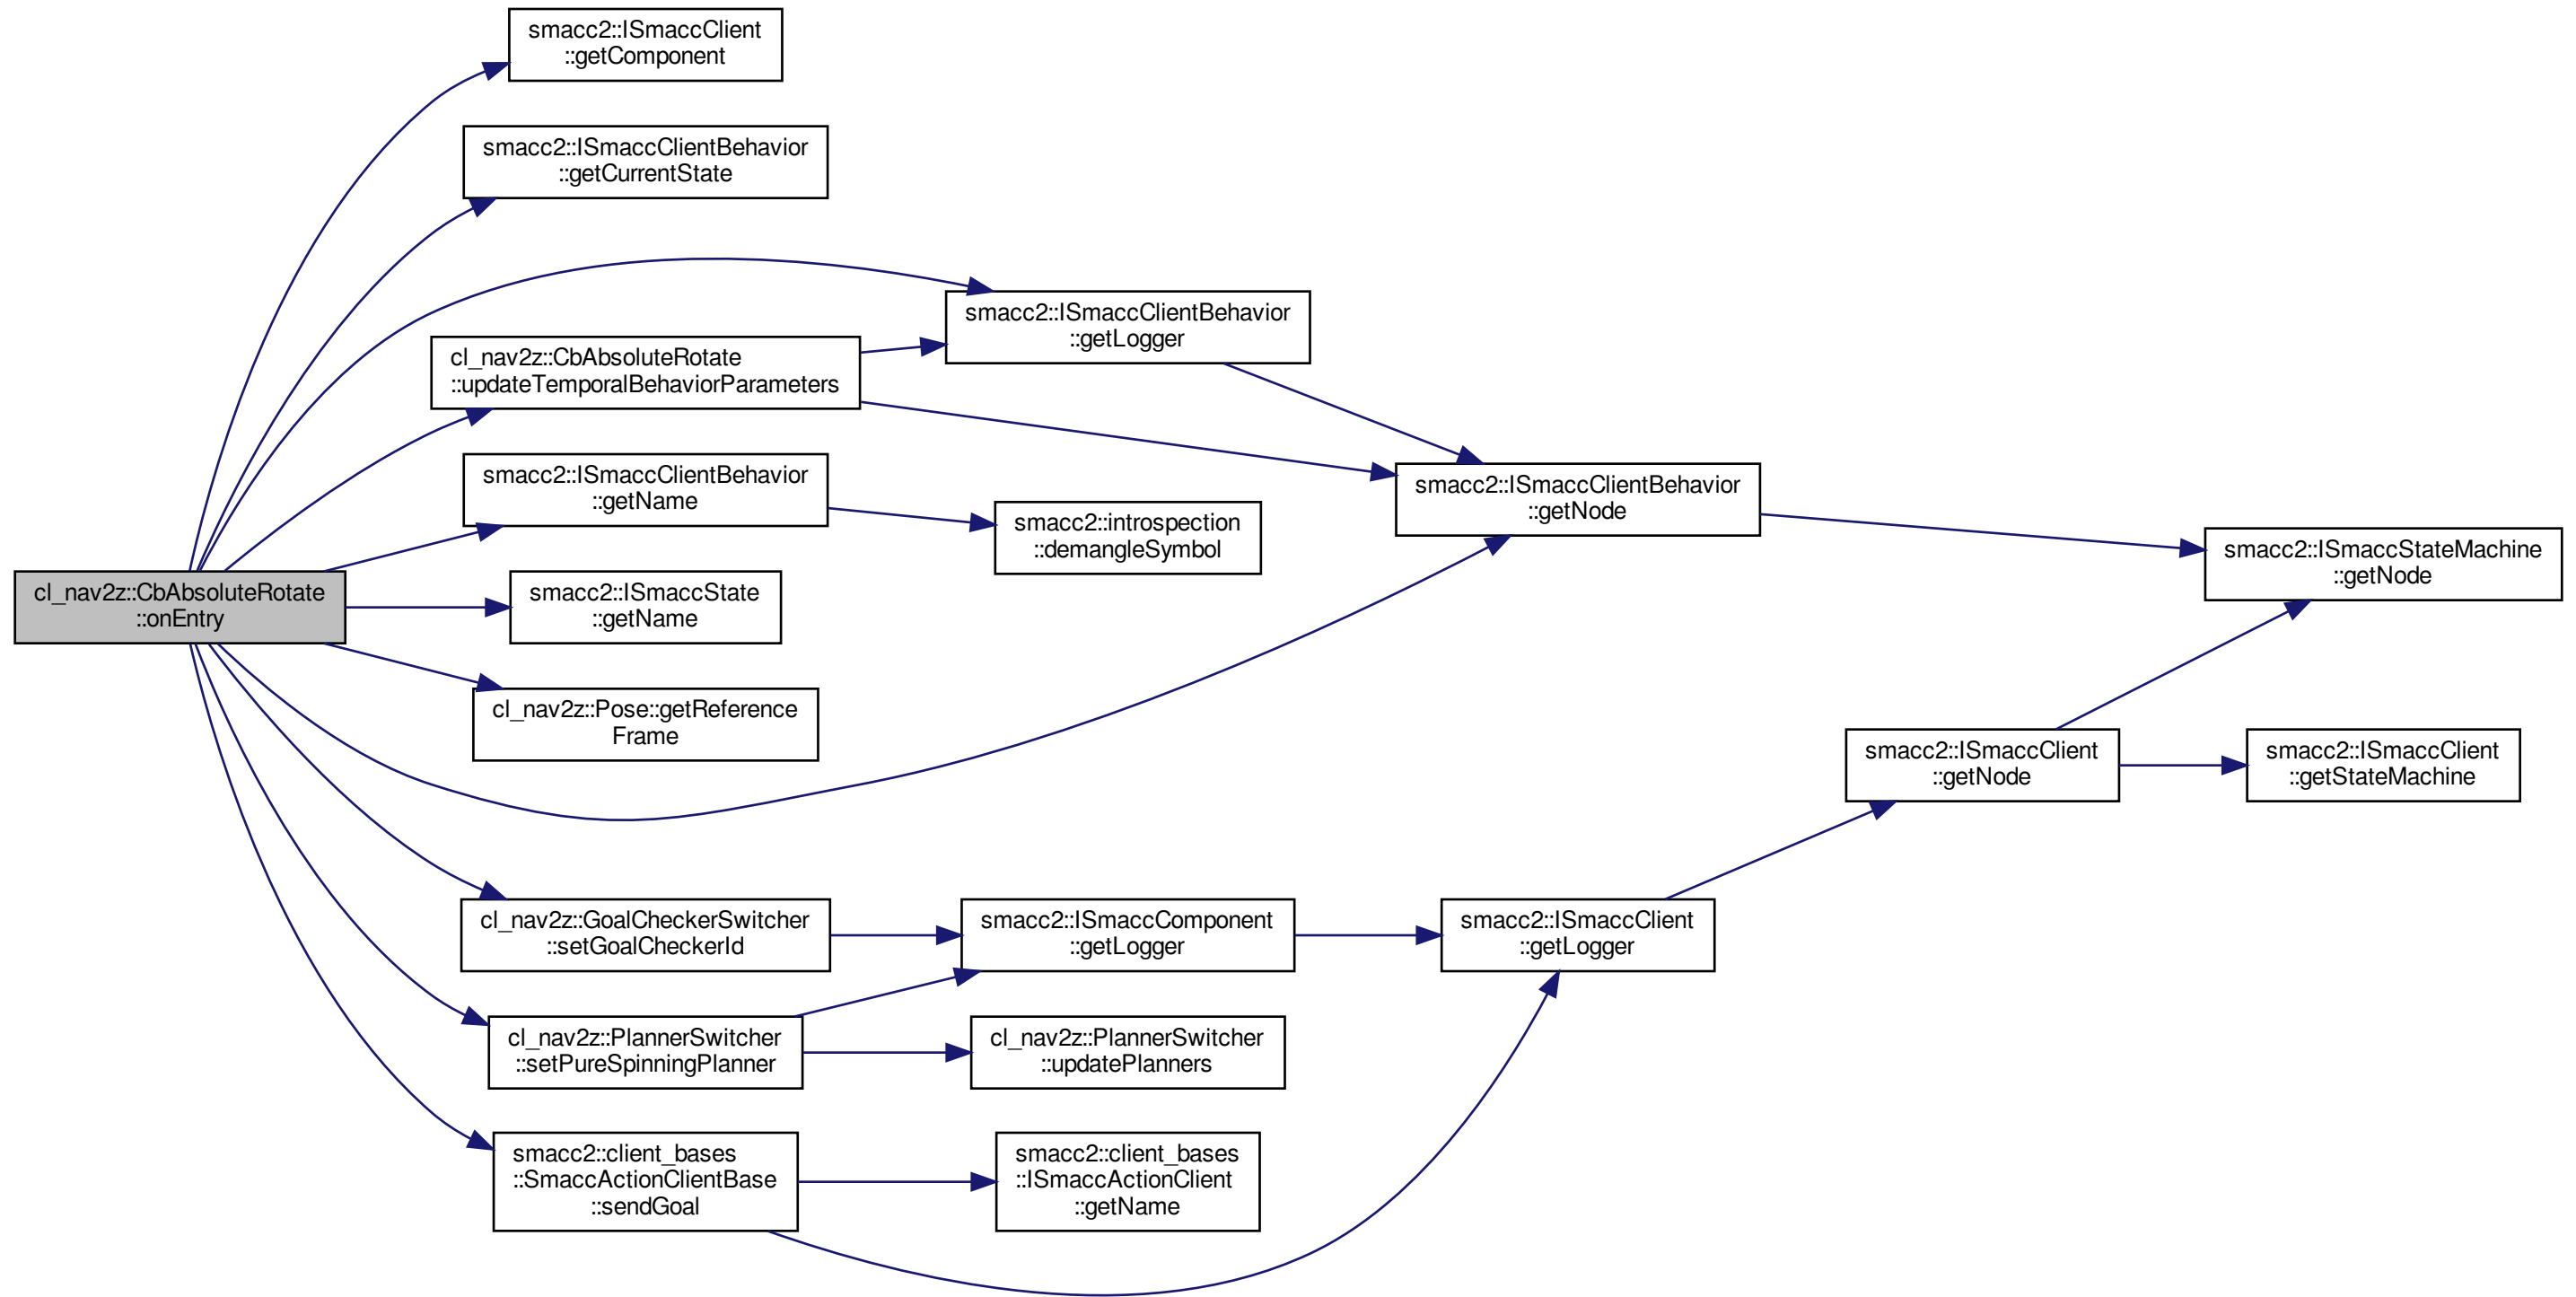 smacc2::ISmaccClient
::getComponent
smacc2::ISmaccClientBehavior
::getCurrentState
smacc2::ISmaccClientBehavior
::getLogger
cl_nav2z::CbAbsoluteRotate
::updateTemporalBehaviorParameters
smacc2::ISmaccClientBehavior
::getName
smacc2::ISmaccClientBehavior
::getNode
smacc2::introspection
::demangleSymbol
smacc2::ISmaccStateMachine
::getNode
cl_nav2z::CbAbsoluteRotate
::onEntry
smacc2::ISmaccState
::getName
cl_nav2z::Pose::getReference
Frame
smacc2::ISmaccClient
::getNode
smacc2::ISmaccClient
::getStateMachine
cl_nav2z::GoalCheckerSwitcher
::setGoalCheckerId
smacc2::ISmaccComponent
::getLogger
smacc2::ISmaccClient
::getLogger
cl_nav2z::PlannerSwitcher
::setPureSpinningPlanner
cl_nav2z::PlannerSwitcher
::updatePlanners
smacc2::client_bases
::SmaccActionClientBase
::sendGoal
smacc2::client_bases
::ISmaccActionClient
::getName